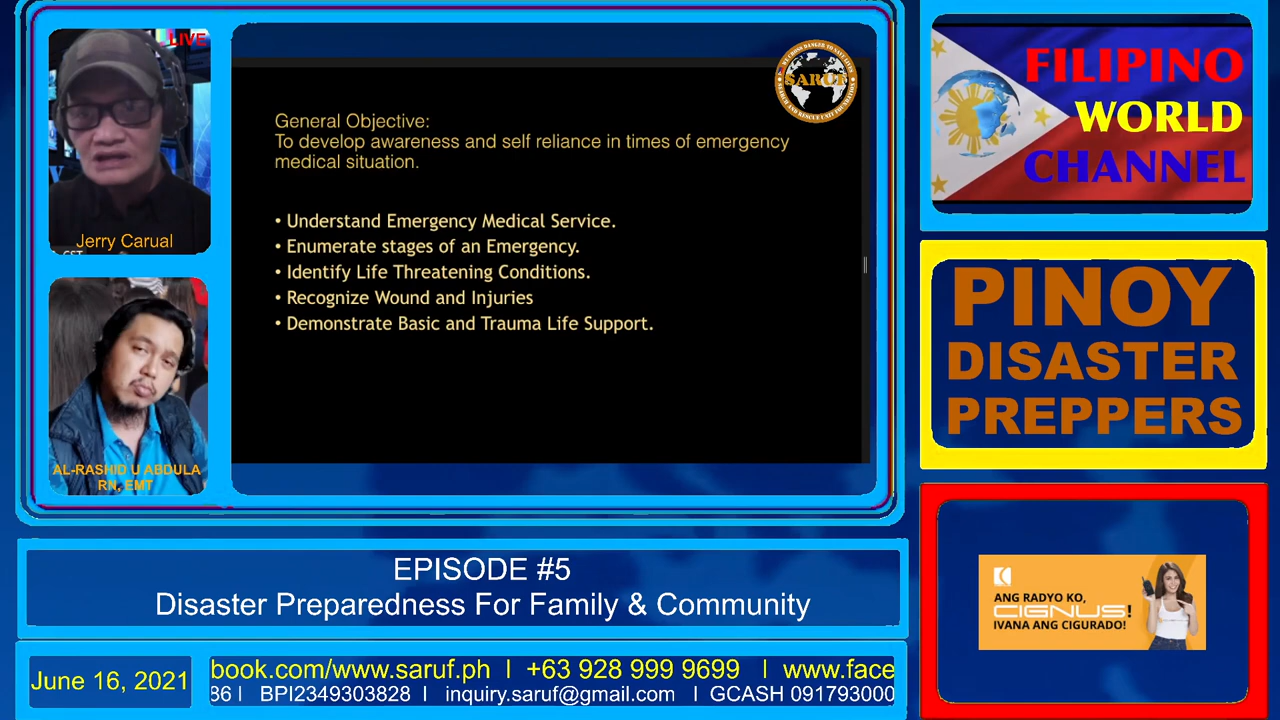 LIVE
Jerry Carual
AL-RASHID U ABDULA
RN, EMT
SARUF
General Objective:
To develop awareness and self reliance in times of emergency
medical situation.
• Understand Emergency Medical Service.
• Enumerate stages of an Emergency.
• Identify Life Threatening Conditions.
• Recognize Wound and Injuries
• Demonstrate Basic and Trauma Life Support.
FILIPINO
WORLD
CHANNEL
PINOY
DISASTER
PREPPERS
ANG RADYO KO,
CIGNUS!
IVANA ANG CIGURADO!
EPISODE #5
Disaster Preparedness For Family & Community
June 16, 2021
book.com/www.saruf.ph I +63 928 999 9699 I www.face
86 I BPI2349303828 I inquiry.saruf@gmail.com I GCASH 091793000